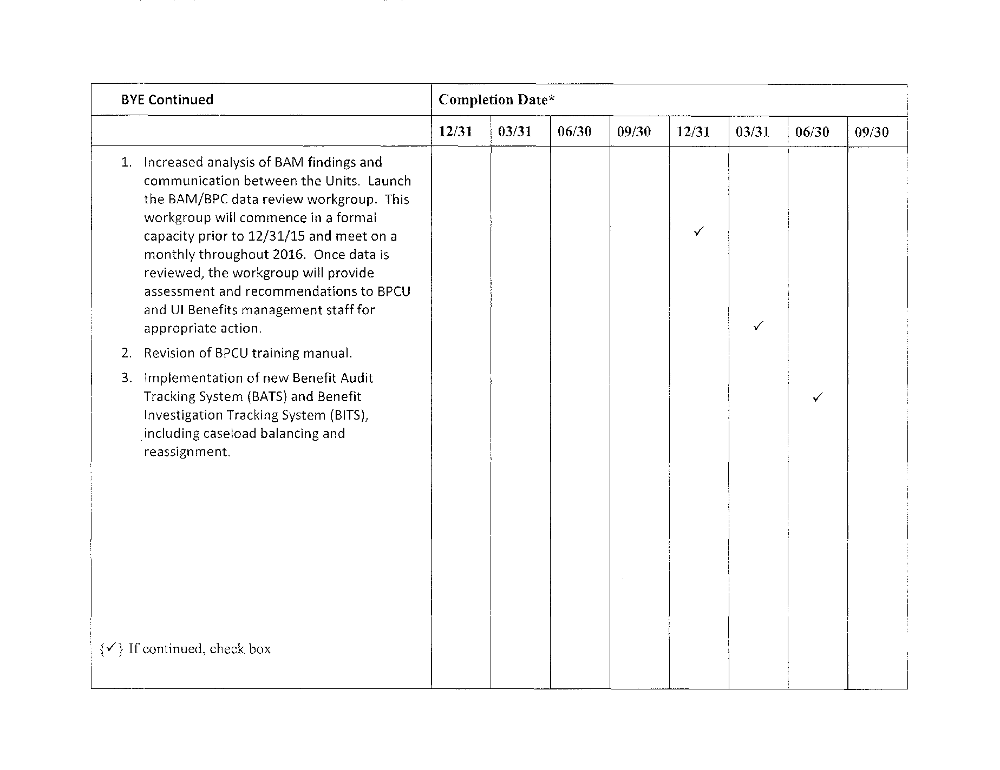 BYE Continued
Completion Date*
12/31 03/31 06/30 09/30 12/31 03/31 06/30 09/30
1. Increased analysis of BAM findings and
communication between the Units. Launch
the BAM/BPC data review workgroup. This
workgroup will commence in a formal
capacity prior to 12/31/15 and meet on a
✓
monthly throughout 2016. Once data is
reviewed, the workgroup will provide
assessment and recommendations to BPCU
and UI Benefits management staff for
appropriate action.
✓
2. Revision of BPCU training manual.
3. Implementation of new Benefit Audit
Tracking System (BATS) and Benefit
✓
Investigation Tracking System (BITS),
including caseload balancing and
reassignment.
{✓} If continued, check box